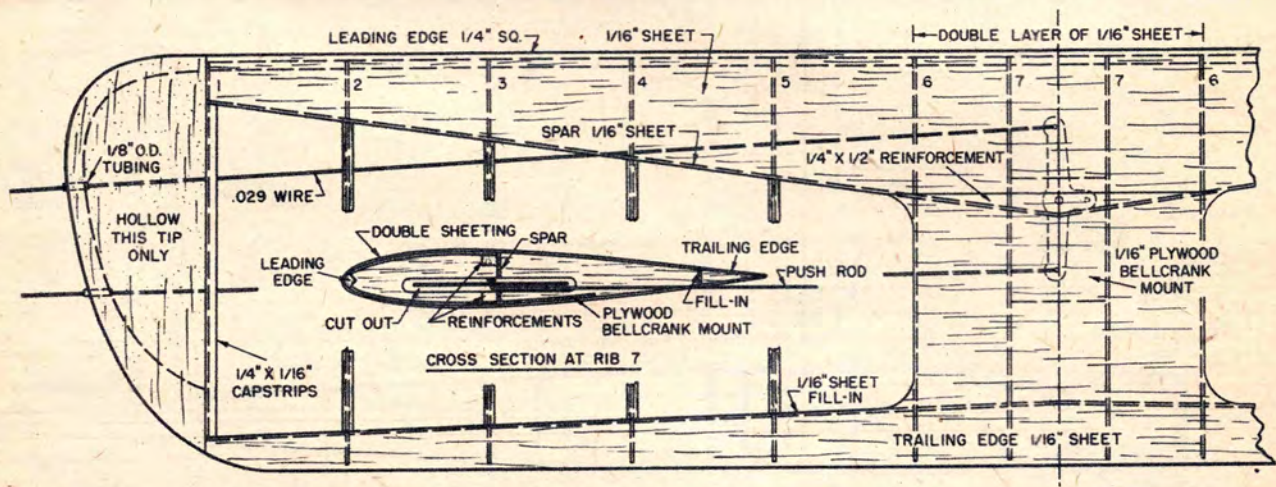 LEADING EDGE 1/4" SQ.
1/16" SHEET
DOUBLE LAYER OF 1/16" SHEET
1
2
3
4
5
6
7
7
6
1/8" O.D.
TUBING
SPAR 1/16" SHEET
1/4" X 1/2" REINFORCEMENT
.029 WIRE
HOLLOW
THIS TIP
ONLY
DOUBLE SHEETING
SPAR
LEADING
EDGE
TRAILING EDGE
PUSH ROD
1/16" PLYWOOD
BELLCRANK
MOUNT
CUT OUT
REINFORCEMENTS
PLYWOOD
BELLCRANK MOUNT
FILL-IN
CROSS SECTION AT RIB 7
1/4" X 1/16"
CAPSTRIPS
1/16" SHEET
FILL-IN
TRAILING EDGE 1/16" SHEET